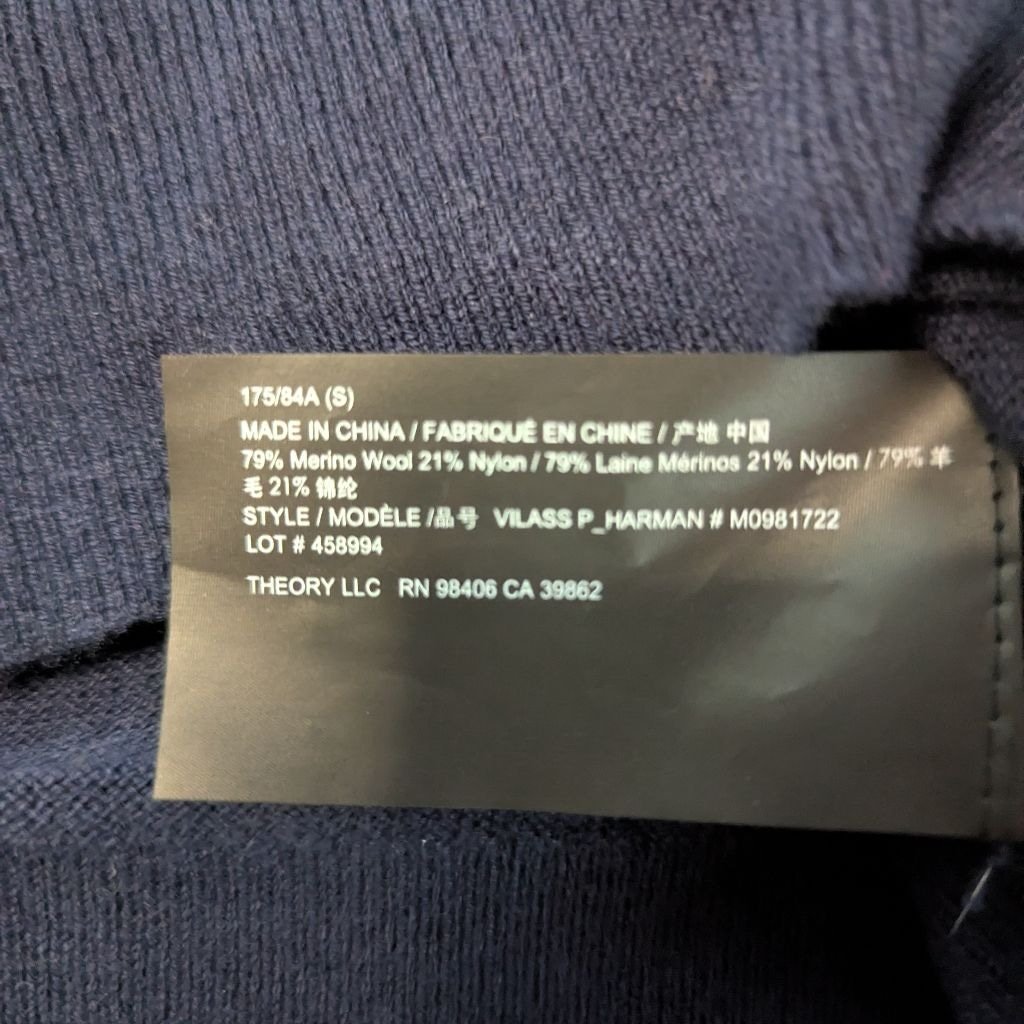 175/84A (S)
MADE IN CHINA / FABRIQUÉ EN CHINE / 产地 中国
79% Merino Wool 21% Nylon / 79% Laine Mérinos 21% Nylon / 79% 羊
毛 21% 锦纶
STYLE / MODÈLE /品号 VILASS P_HARMAN # M0981722
LOT # 458994
THEORY LLC RN 98406 CA 39862